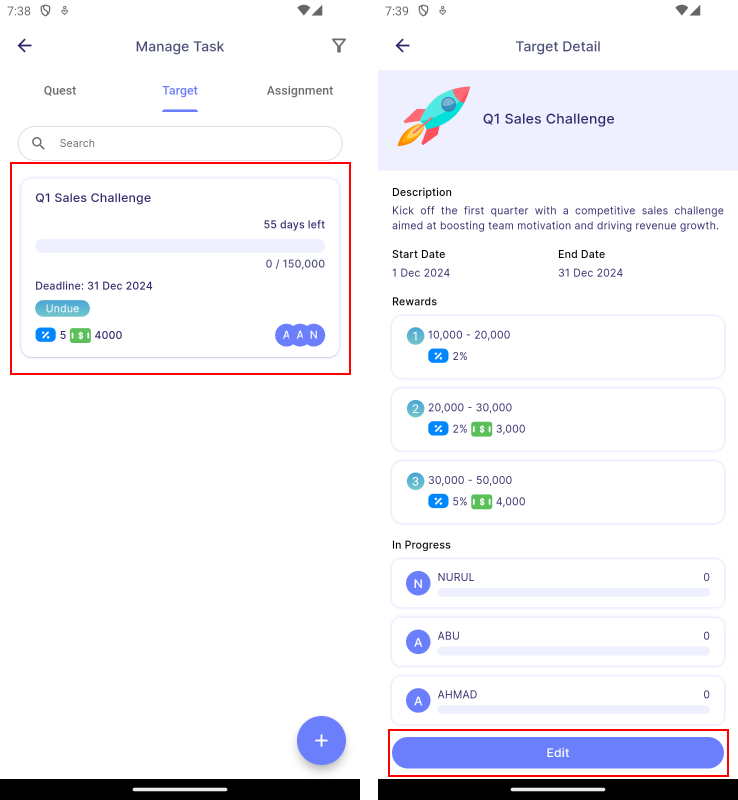 7:38
Manage Task
Quest
Target
Assignment
Search
Q1 Sales Challenge
55 days left
0 / 150,000
Deadline: 31 Dec 2024
Undue
5 $ 4000
A A N
+
7:39
Target Detail
Q1 Sales Challenge
Description
Kick off the first quarter with a competitive sales challenge
aimed at boosting team motivation and driving revenue growth.
Start Date
End Date
1 Dec 2024
31 Dec 2024
Rewards
1 10,000 - 20,000
2%
2 20,000 - 30,000
2% $ 3,000
3 30,000 - 50,000
5% $ 4,000
In Progress
N NURUL 0
A ABU 0
A AHMAD 0
Edit